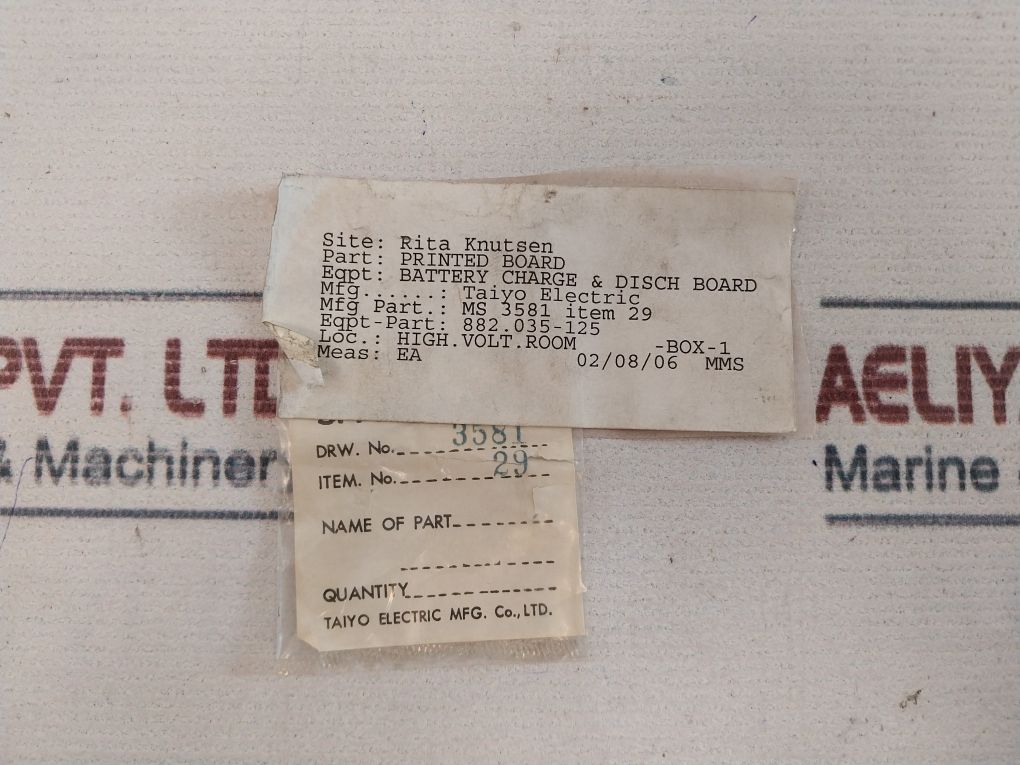 Site: Rita Knutsen
Part: PRINTED BOARD
Eqpt: BATTERY CHARGE & DISCH BOARD
Mfg......: Taiyo Electric
Mfg Part.: MS 3581 item 29
Eqpt-Part: 882.035-125
Loc.: HIGH.VOLT.ROOM -BOX-1
Meas: EA 02/08/06 MMS
DRW. No. 3581
ITEM. No. 29
NAME OF PART
QUANTITY
TAIYO ELECTRIC MFG. Co., LTD.
PVT. LTD
& Machiner
AELIY
Marine